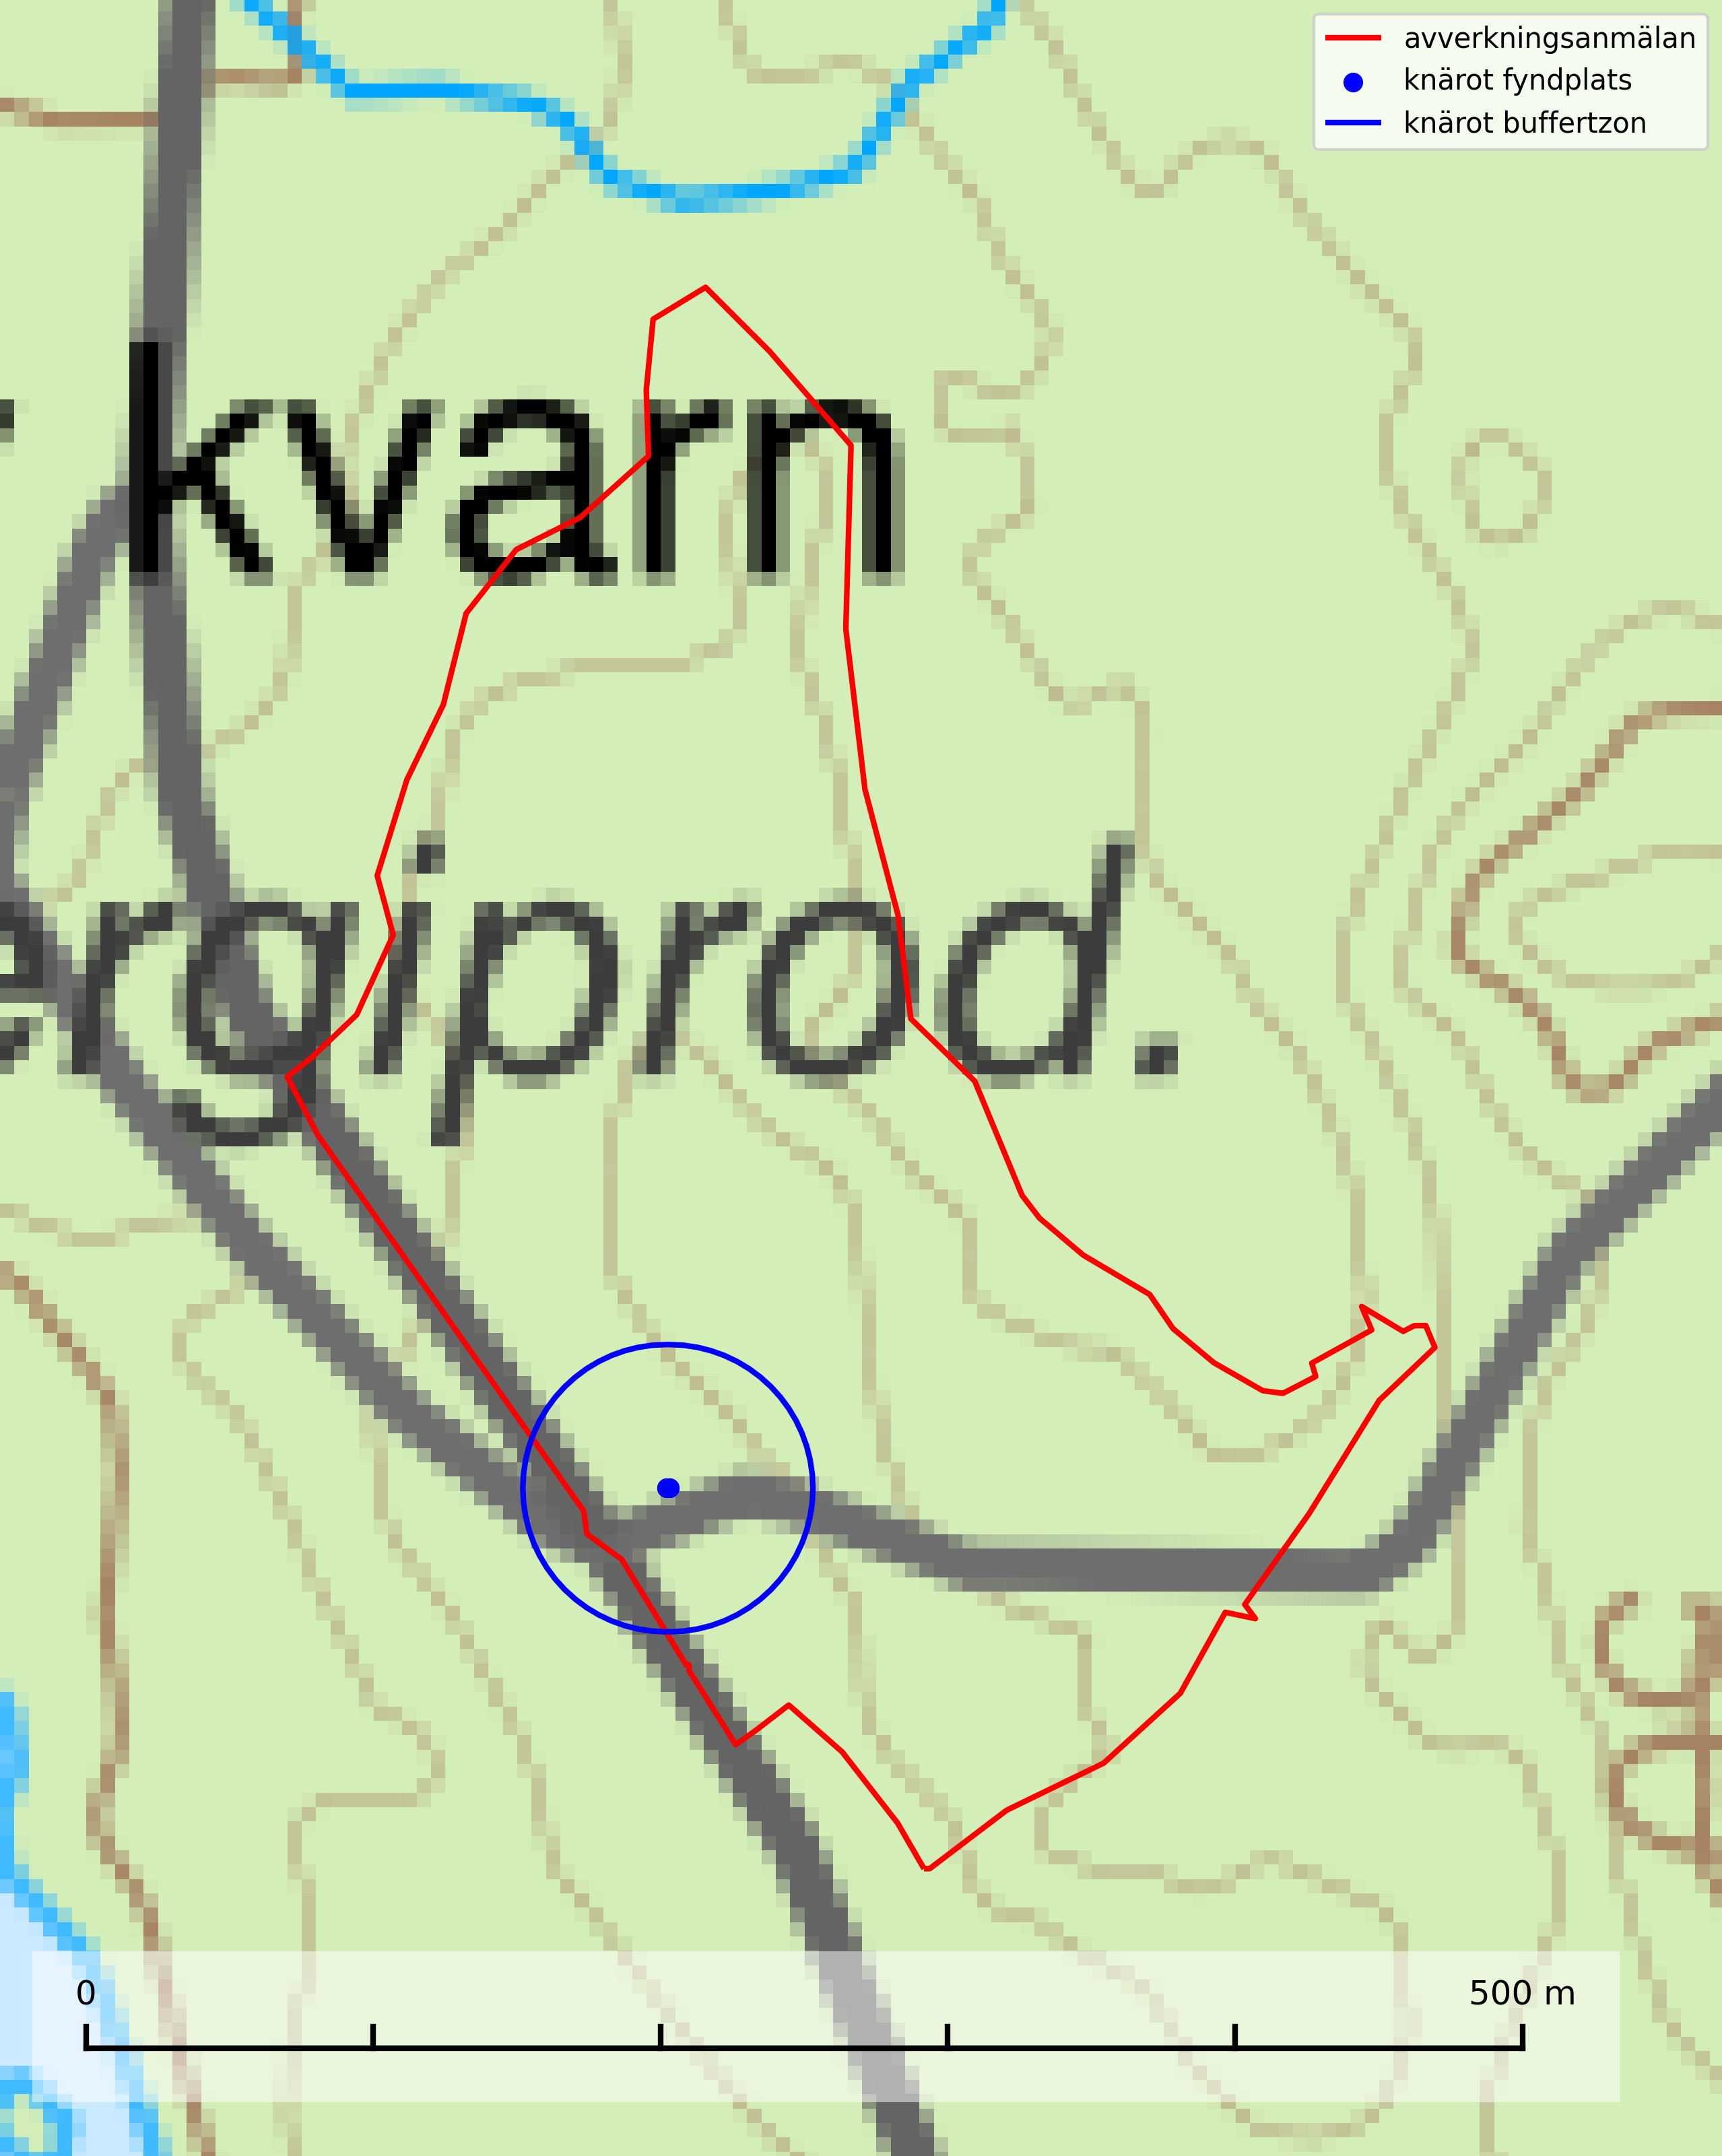 avverkningsanmälan
knärot fyndplats
knärot buffertzon
kvarn
rgiprod.
0 500 m